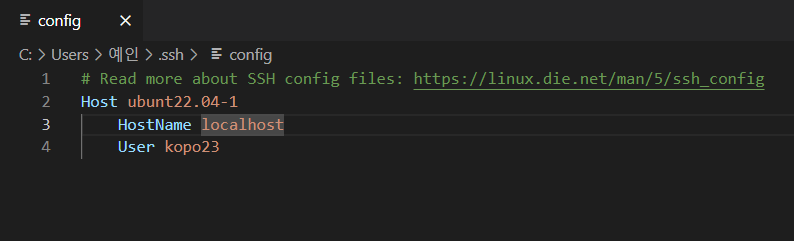 config
C: > Users > 예인 > .ssh > config
1 # Read more about SSH config files: https://linux.die.net/man/5/ssh_config
2 Host ubunt22.04-1
3 HostName localhost
4 User kopo23